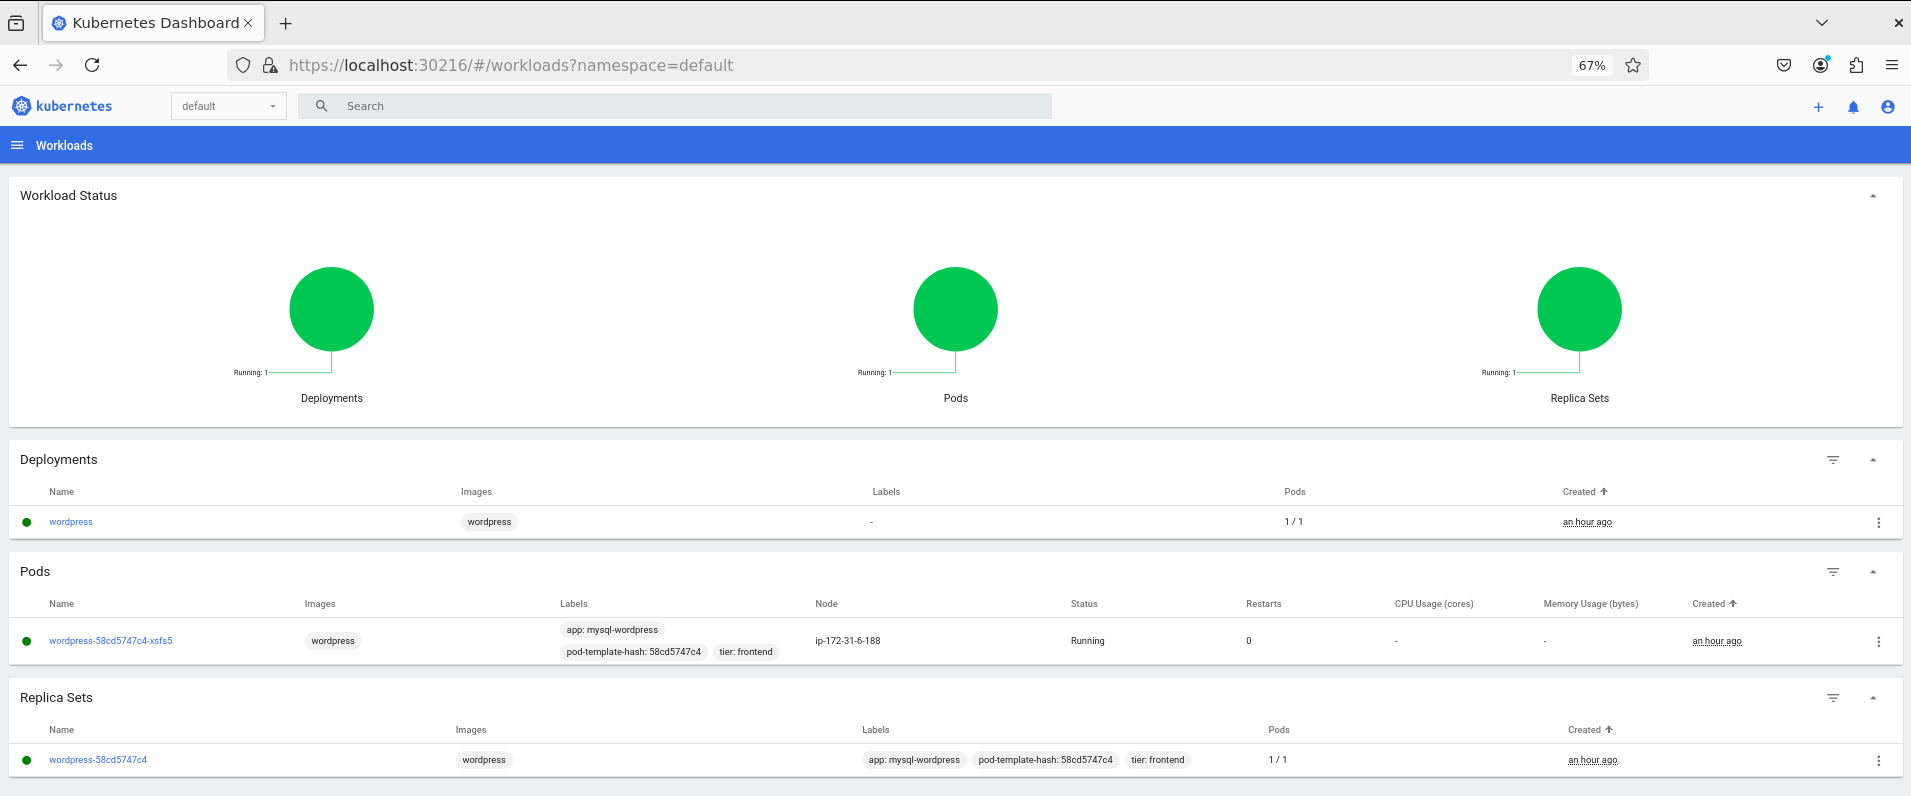 Kubernetes Dashboard
https://localhost:30216/#/workloads?namespace=default
67%
kubernetes
default
Search
Workloads
Workload Status
Running: 1
Running: 1
Running: 1
Deployments
Pods
Replica Sets
Deployments
Name Images Labels Pods Created
wordpress wordpress - 1 / 1 an hour ago
Pods
Name Images Labels Node Status Restarts CPU Usage (cores) Memory Usage (bytes) Created
wordpress-58cd5747c4-xsfs5 wordpress app: mysql-wordpress ip-172-31-6-188 Running 0 - - an hour ago
pod-template-hash: 58cd5747c4 tier: frontend
Replica Sets
Name Images Labels Pods Created
wordpress-58cd5747c4 wordpress app: mysql-wordpress pod-template-hash: 58cd5747c4 tier: frontend 1 / 1 an hour ago